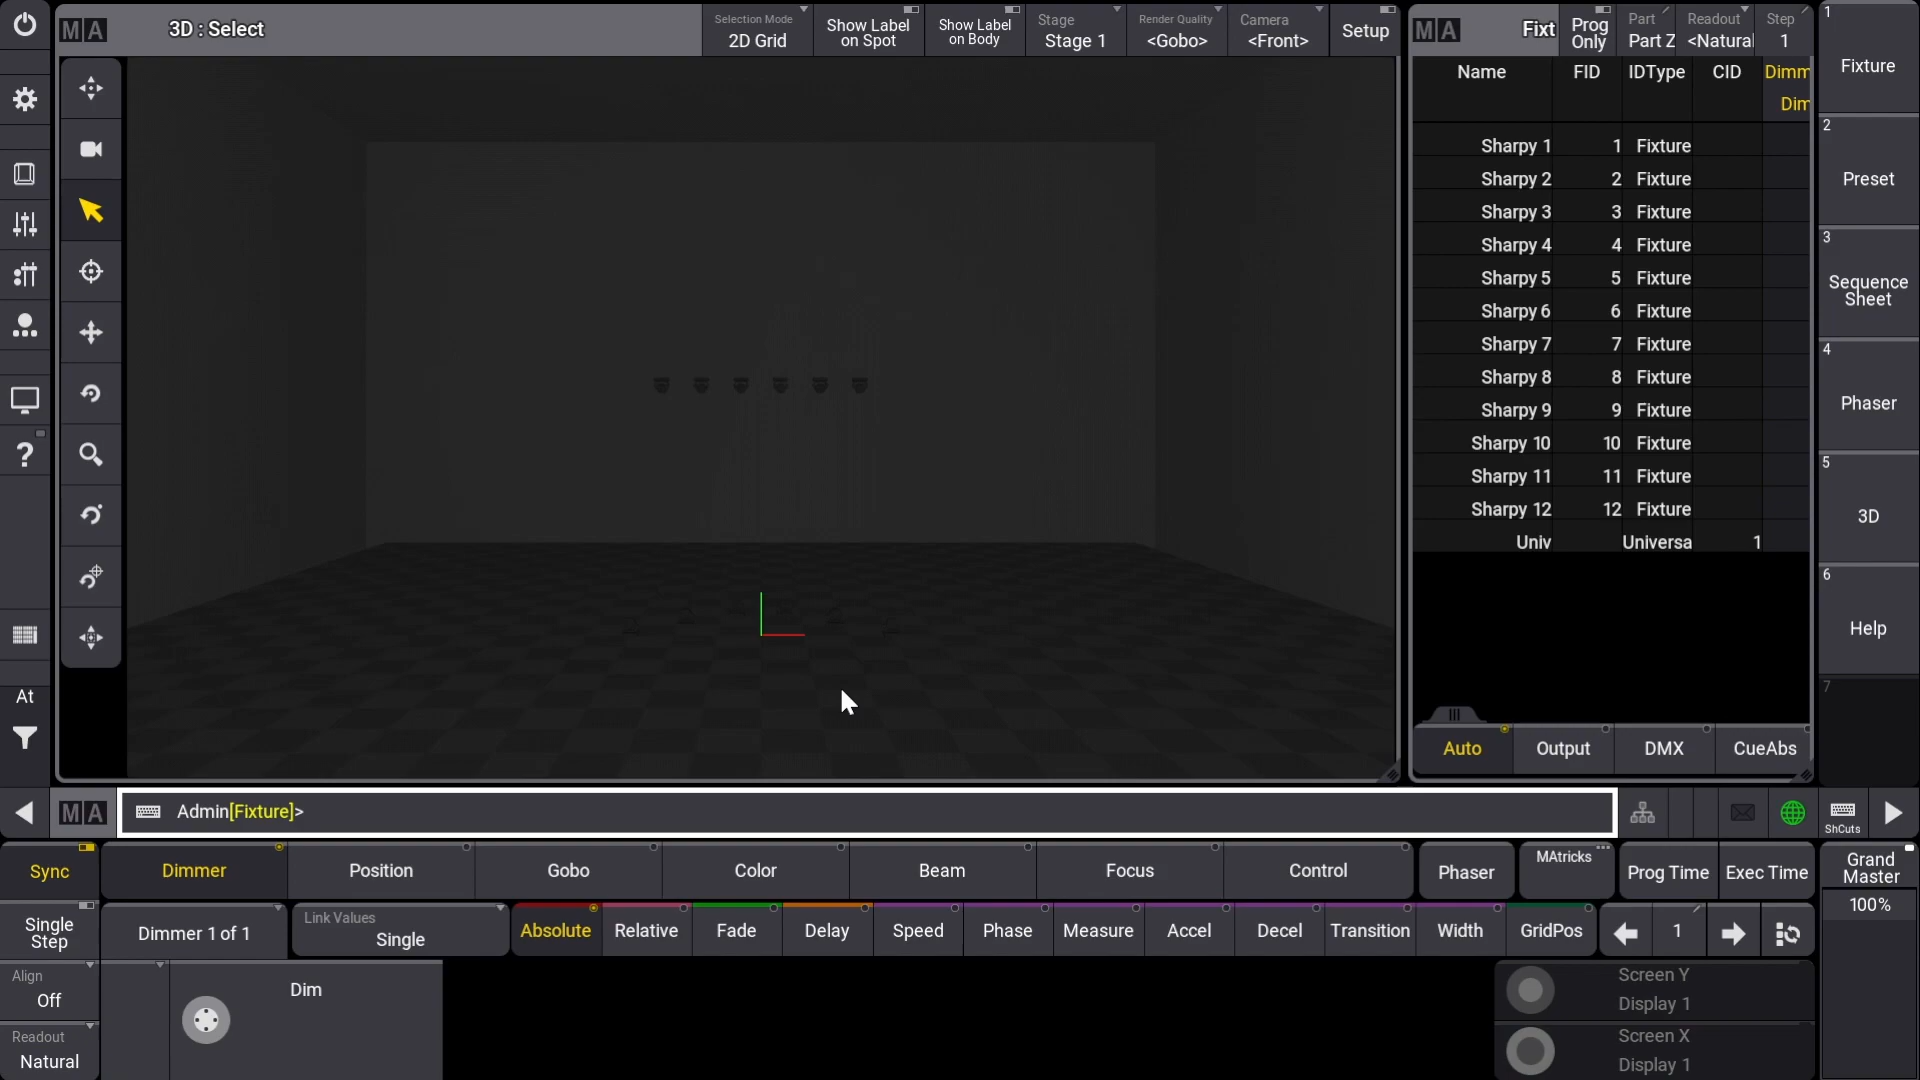 MA
3D : Select
Selection Mode
2D Grid
Show Label
on Spot
Show Label
on Body
Stage
Stage 1
Render Quality
<Gobo>
Camera
<Front>
Setup
MA
Fixt
Prog
Only
Part
Part Z
Readout
<Natural
Step
1
Name FID IDType CID Dimm
Dim
Sharpy 1 1 Fixture
Sharpy 2 2 Fixture
Sharpy 3 3 Fixture
Sharpy 4 4 Fixture
Sharpy 5 5 Fixture
Sharpy 6 6 Fixture
Sharpy 7 7 Fixture
Sharpy 8 8 Fixture
Sharpy 9 9 Fixture
Sharpy 10 10 Fixture
Sharpy 11 11 Fixture
Sharpy 12 12 Fixture
Univ Universa 1
Auto Output DMX CueAbs
1
Fixture
2
Preset
3
Sequence
Sheet
4
Phaser
5
3D
6
Help
7
?
At
MA
Admin[Fixture]>
ShCuts
Sync
Dimmer Position Gobo Color Beam Focus Control
Phaser
MAtricks
Prog Time Exec Time
Grand
Master
100%
Single
Step
Dimmer 1 of 1
Link Values
Single
Absolute Relative Fade Delay Speed Phase Measure Accel Decel Transition Width GridPos
1
Align
Off
Readout
Natural
Dim
Screen Y
Display 1
Screen X
Display 1